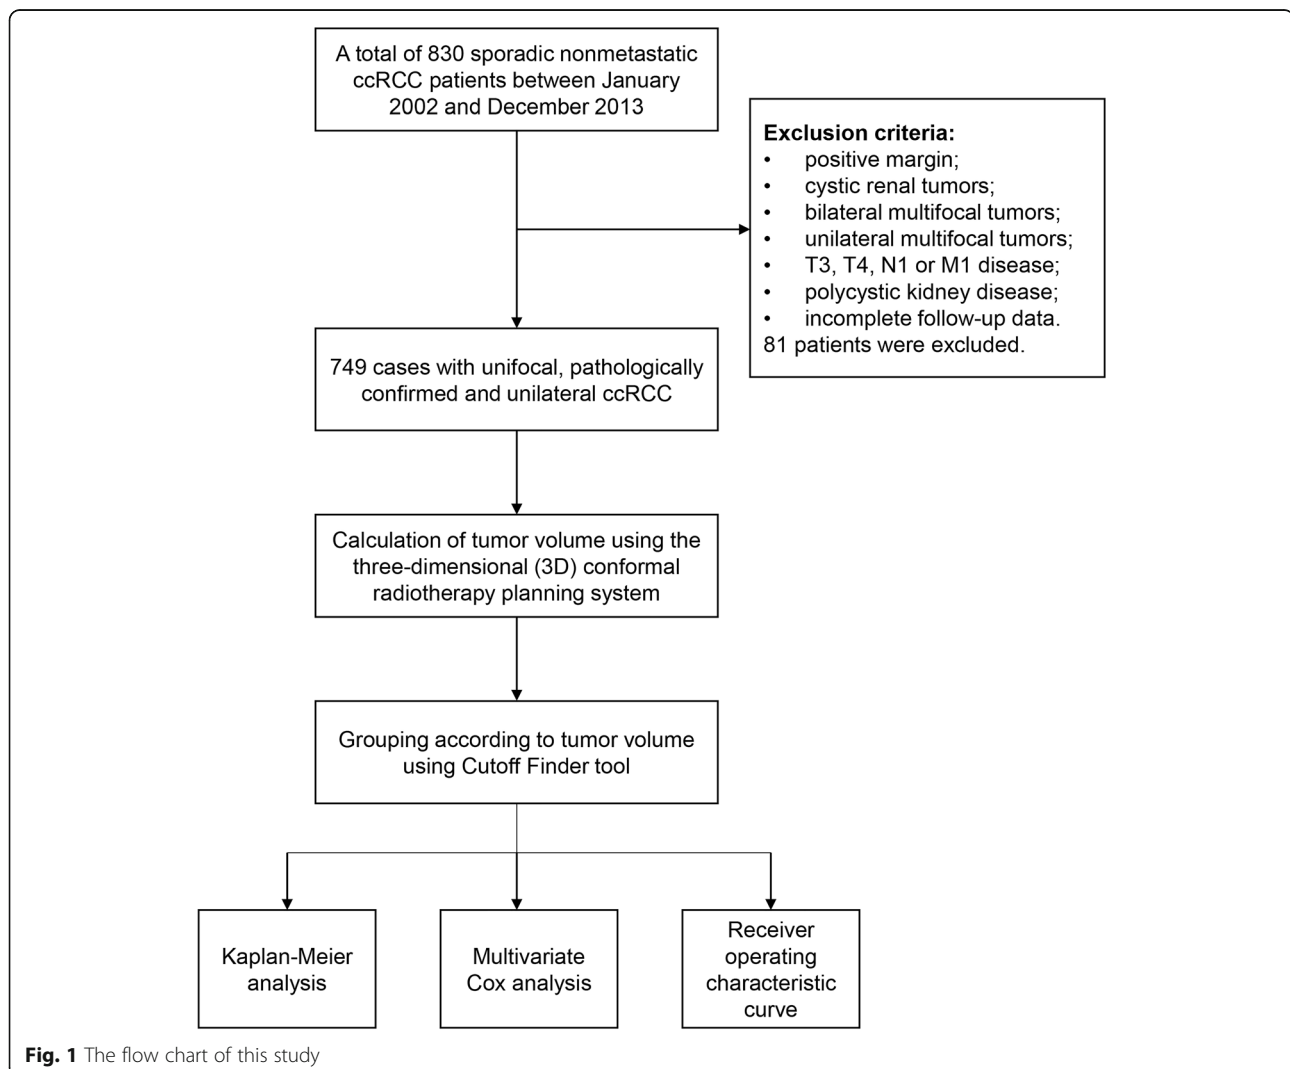 A total of 830 sporadic nonmetastatic
ccRCC patients between January
2002 and December 2013
Exclusion criteria:
• positive margin;
• cystic renal tumors;
• bilateral multifocal tumors;
• unilateral multifocal tumors;
• T3, T4, N1 or M1 disease;
• polycystic kidney disease;
• incomplete follow-up data.
81 patients were excluded.
749 cases with unifocal, pathologically
confirmed and unilateral ccRCC
Calculation of tumor volume using the
three-dimensional (3D) conformal
radiotherapy planning system
Grouping according to tumor volume
using Cutoff Finder tool
Kaplan-Meier
analysis
Multivariate
Cox analysis
Receiver
operating
characteristic
curve
Fig. 1 The flow chart of this study